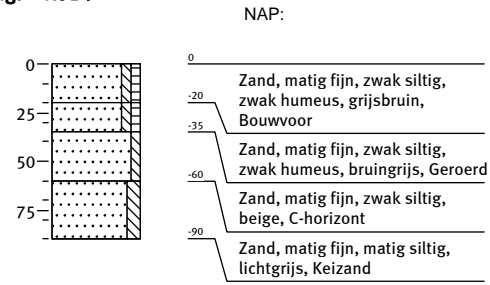 NAP:
0
25
50
75
0
Zand, matig fijn, zwak siltig,
zwak humeus, grijsbruin,
Bouwvoor
-20
Zand, matig fijn, zwak siltig,
zwak humeus, bruingrijs, Geroerd
-35
Zand, matig fijn, zwak siltig,
beige, C-horizont
-60
Zand, matig fijn, matig siltig,
lichtgrijs, Keizand
-90